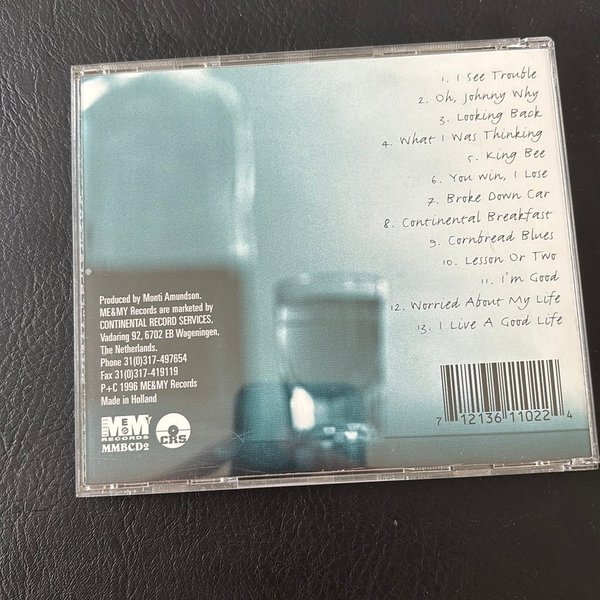 1. I See Trouble
2. Oh, Johnny Why
3. Looking Back
4. What I Was Thinking
5. King Bee
6. You Win, I Lose
7. Broke Down Car
8. Continental Breakfast
9. Cornbread Blues
10. Lesson Or Two
11. I'm Good
12. Worried About My Life
13. I Live A Good Life
Produced by Monti Amundson.
ME&MY Records are marketed by
CONTINENTAL RECORD SERVICES,
Vadaring 92, 6702 EB Wageningen,
The Netherlands.
Phone 31(0)317-497654
Fax 31(0)317-419119
P+C 1996 ME&MY Records
Made in Holland
RECORDS
MMBCD2
CRS
7 12136 11022 4